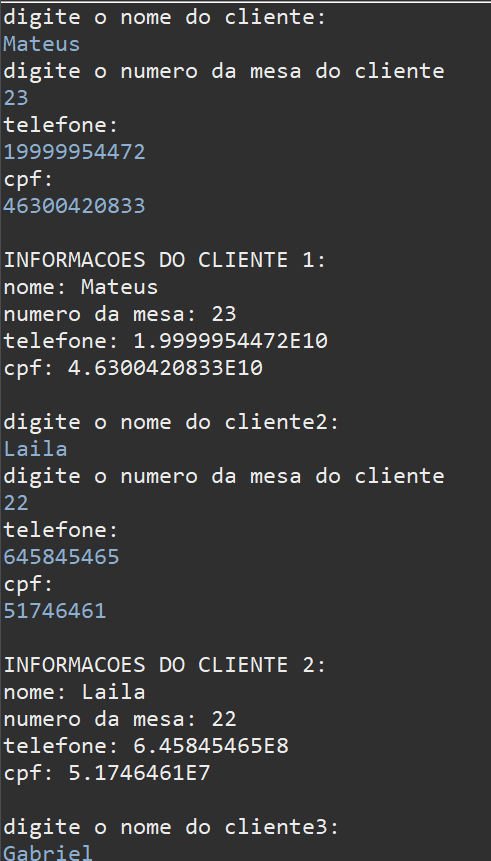 digite o nome do cliente:
Mateus
digite o numero da mesa do cliente
23
telefone:
19999954472
cpf:
46300420833
INFORMACOES DO CLIENTE 1:
nome: Mateus
numero da mesa: 23
telefone: 1.9999954472E10
cpf: 4.6300420833E10
digite o nome do cliente2:
Laila
digite o numero da mesa do cliente
22
telefone:
645845465
cpf:
51746461
INFORMACOES DO CLIENTE 2:
nome: Laila
numero da mesa: 22
telefone: 6.45845465E8
cpf: 5.1746461E7
digite o nome do cliente3:
Gabriel